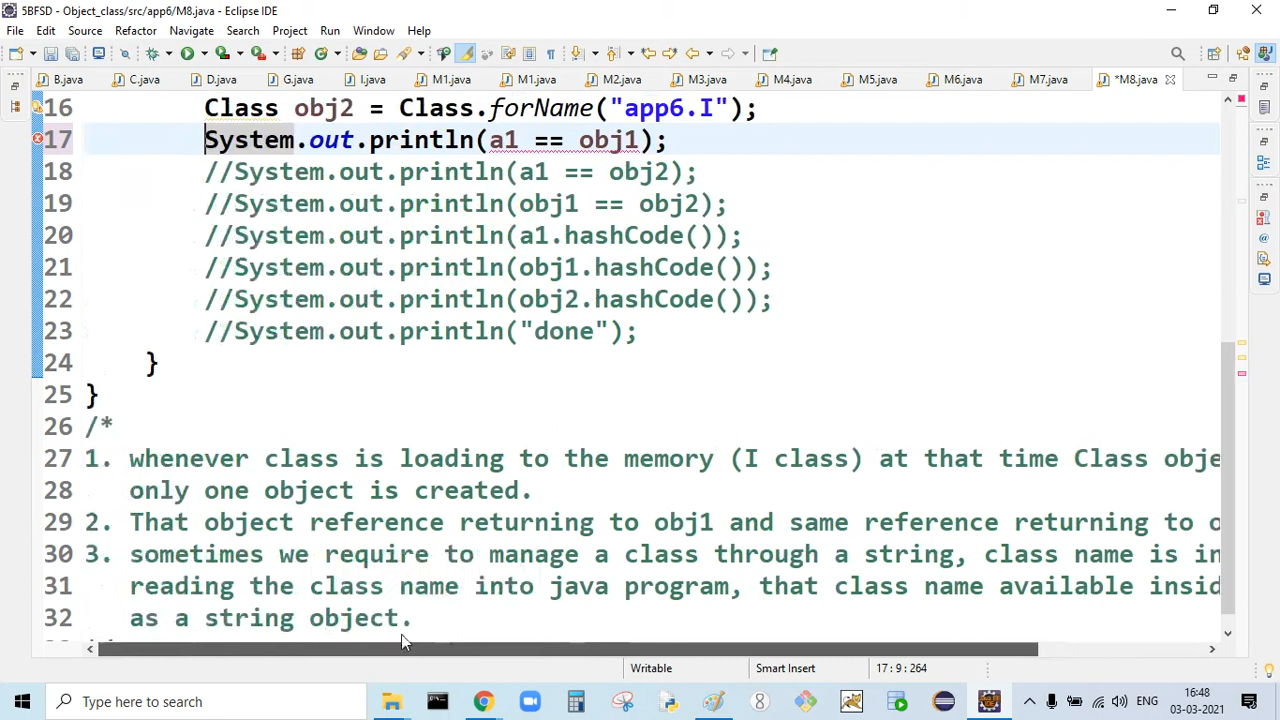 5BFSD - Object_class/src/app6/M8.java - Eclipse IDE
File Edit Source Refactor Navigate Search Project Run Window Help
B.java C.java D.java G.java I.java M1.java M1.java M2.java M3.java M4.java M5.java M6.java M7.java *M8.java
16 Class obj2 = Class.forName("app6.I");
17 System.out.println(a1 == obj1);
18 //System.out.println(a1 == obj2);
19 //System.out.println(obj1 == obj2);
20 //System.out.println(a1.hashCode());
21 //System.out.println(obj1.hashCode());
22 //System.out.println(obj2.hashCode());
23 //System.out.println("done");
24 }
25 }
26 /*
27 1. whenever class is loading to the memory (I class) at that time Class obje
28 only one object is created.
29 2. That object reference returning to obj1 and same reference returning to o
30 3. sometimes we require to manage a class through a string, class name is in
31 reading the class name into java program, that class name available insid
32 as a string object.
Writable Smart Insert 17 : 9 : 264
Type here to search
ENG
16:48
03-03-2021